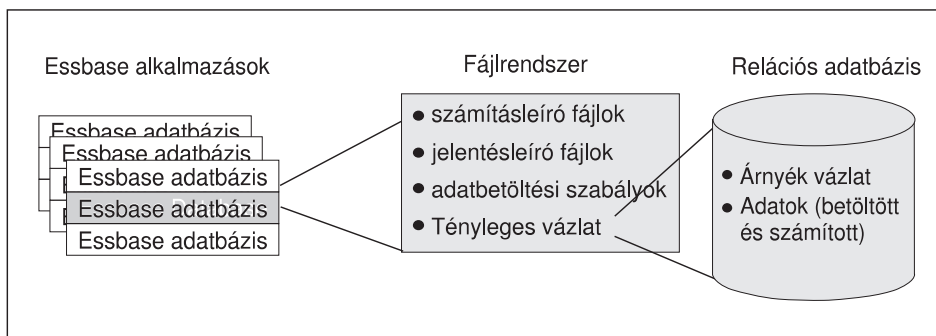 Essbase alkalmazások
Essbase adatbázis
Essbase adatbázis
Essbase adatbázis
Essbase adatbázis
Essbase adatbázis
Fájlrendszer
• számításleíró fájlok
• jelentésleíró fájlok
• adatbetöltési szabályok
• Tényleges vázlat
Relációs adatbázis
• Árnyék vázlat
• Adatok (betöltött
és számított)